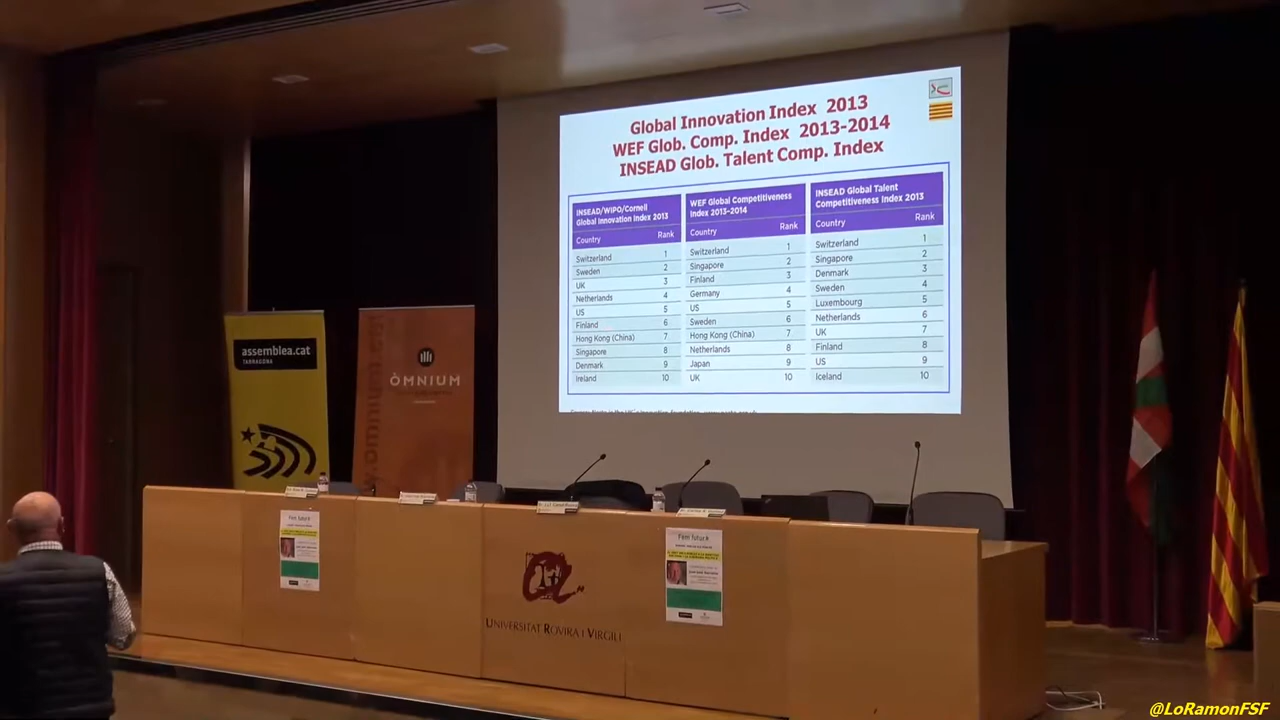 Global Innovation Index 2013
WEF Glob. Comp. Index 2013-2014
INSEAD Glob. Talent Comp. Index
INSEAD/WIPO/Cornell
Global Innovation Index 2013
Country Rank
Switzerland 1
Sweden 2
UK 3
Netherlands 4
US 5
Finland 6
Hong Kong (China) 7
Singapore 8
Denmark 9
Ireland 10
WEF Global Competitiveness
Index 2013-2014
Country Rank
Switzerland 1
Singapore 2
Finland 3
Germany 4
US 5
Sweden 6
Hong Kong (China) 7
Netherlands 8
Japan 9
UK 10
INSEAD Global Talent
Competitiveness Index 2013
Country Rank
Switzerland 1
Singapore 2
Denmark 3
Sweden 4
Luxembourg 5
Netherlands 6
UK 7
Finland 8
US 9
Iceland 10
assemblea.cat
TARRAGONA
ÒMNIUM
Fem futur
Fem futur
UNIVERSITAT ROVIRA I VIRGILI
@LoRamonFSF